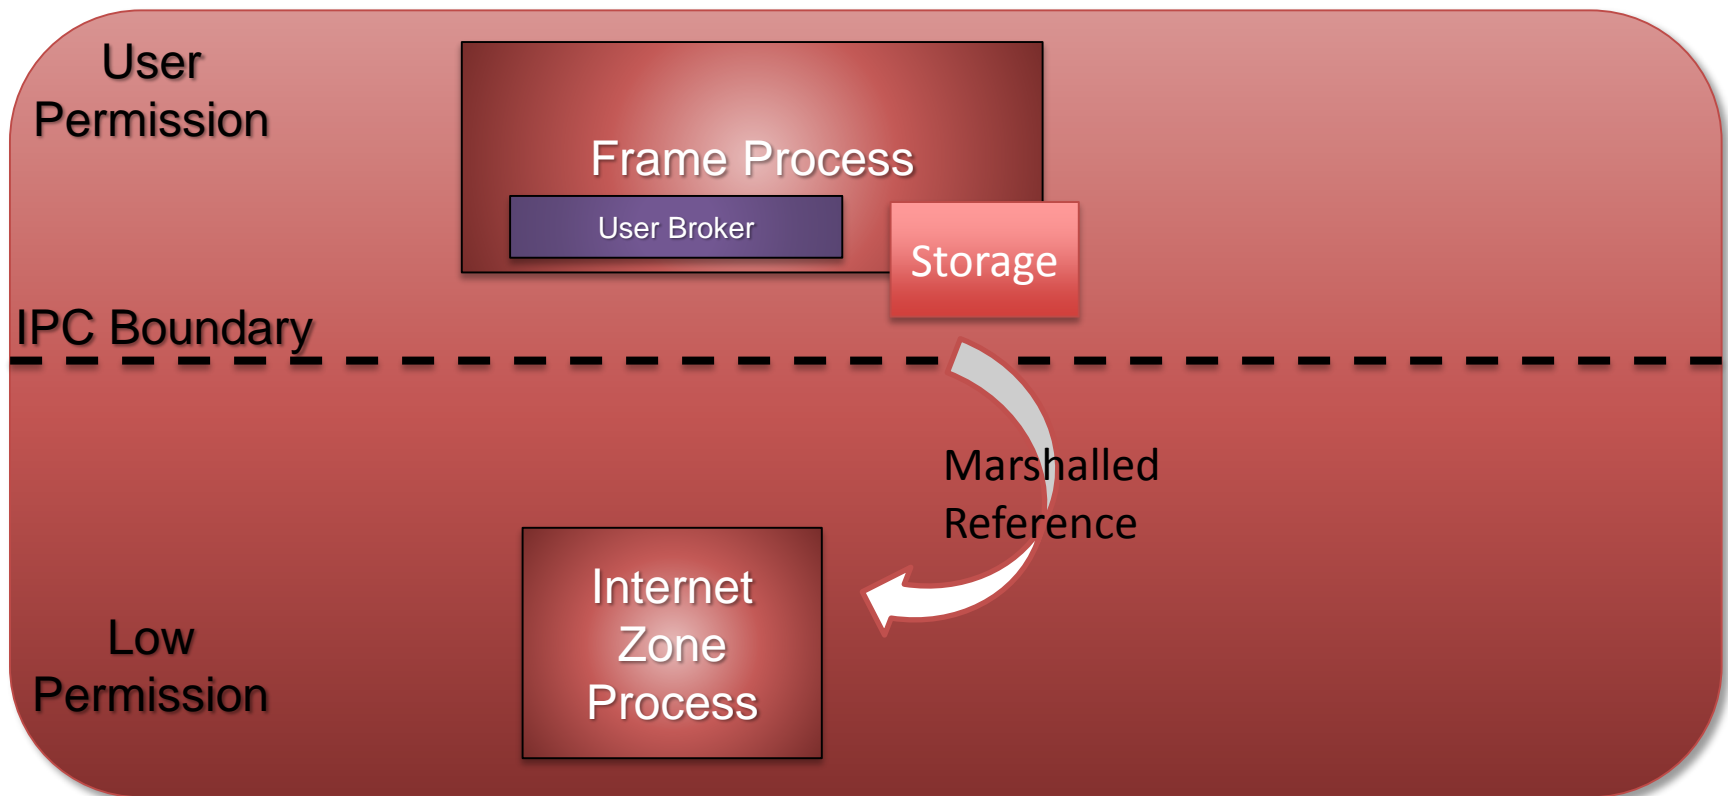 User
Permission
Frame Process
User Broker
Storage
IPC Boundary
Marshalled
Reference
Internet
Zone
Process
Low
Permission